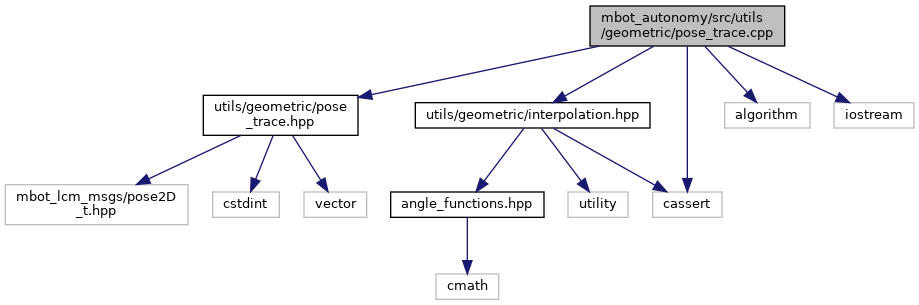 mbot_autonomy/src/utils
/geometric/pose_trace.cpp
utils/geometric/pose
_trace.hpp
utils/geometric/interpolation.hpp
algorithm
iostream
mbot_lcm_msgs/pose2D
_t.hpp
cstdint
vector
angle_functions.hpp
utility
cassert
cmath